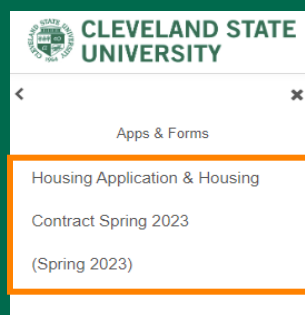 CLEVELAND STATE
UNIVERSITY
Apps & Forms
Housing Application & Housing
Contract Spring 2023
(Spring 2023)